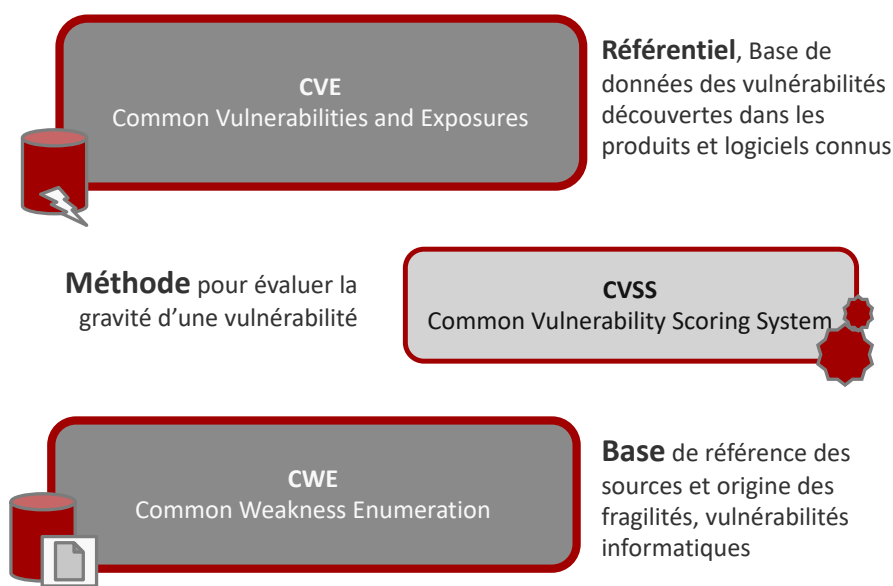 CVE
Common Vulnerabilities and Exposures
Référentiel, Base de
données des vulnérabilités
découvertes dans les
produits et logiciels connus
Méthode pour évaluer la
gravité d’une vulnérabilité
CVSS
Common Vulnerability Scoring System
CWE
Common Weakness Enumeration
Base de référence des
sources et origine des
fragilités, vulnérabilités
informatiques